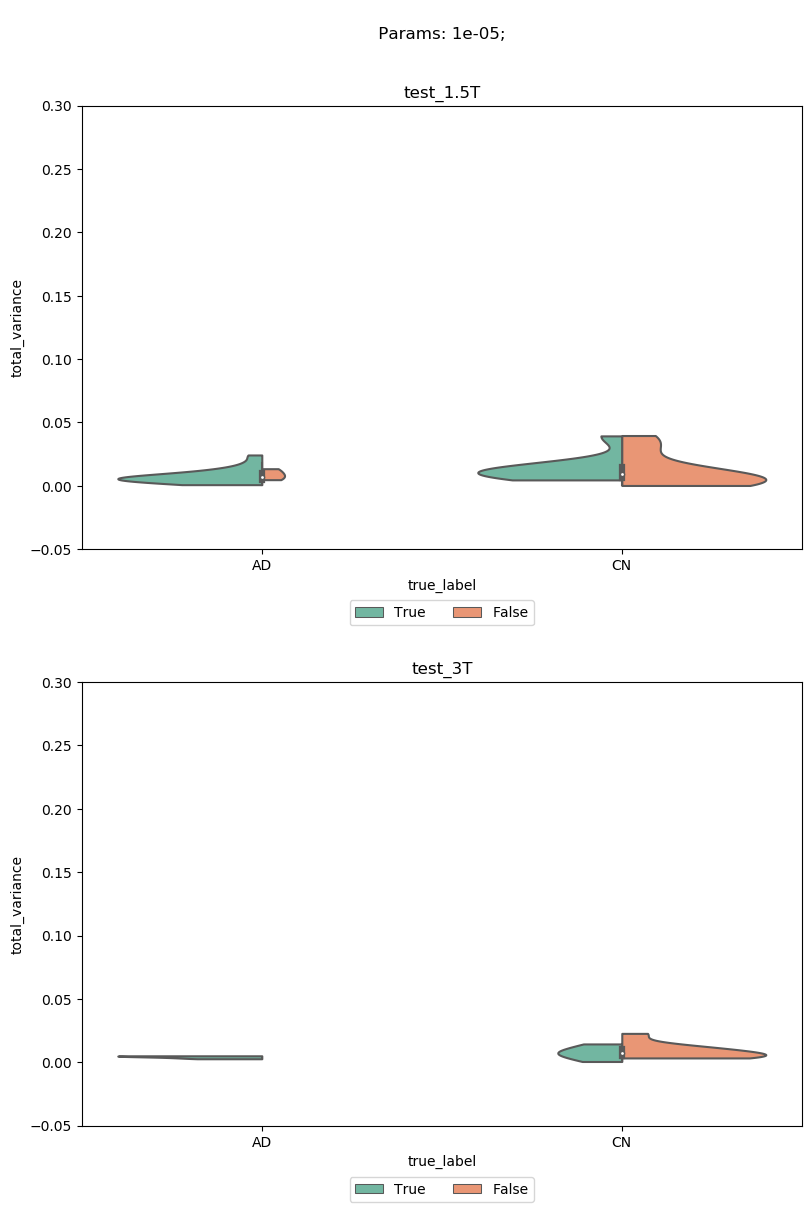 Params: 1e-05;
test_1.5T
0.30
0.25
0.20
0.15
0.10
0.05
0.00
−0.05
total_variance
AD CN
true_label
True False
test_3T
0.30
0.25
0.20
0.15
0.10
0.05
0.00
−0.05
total_variance
AD CN
true_label
True False